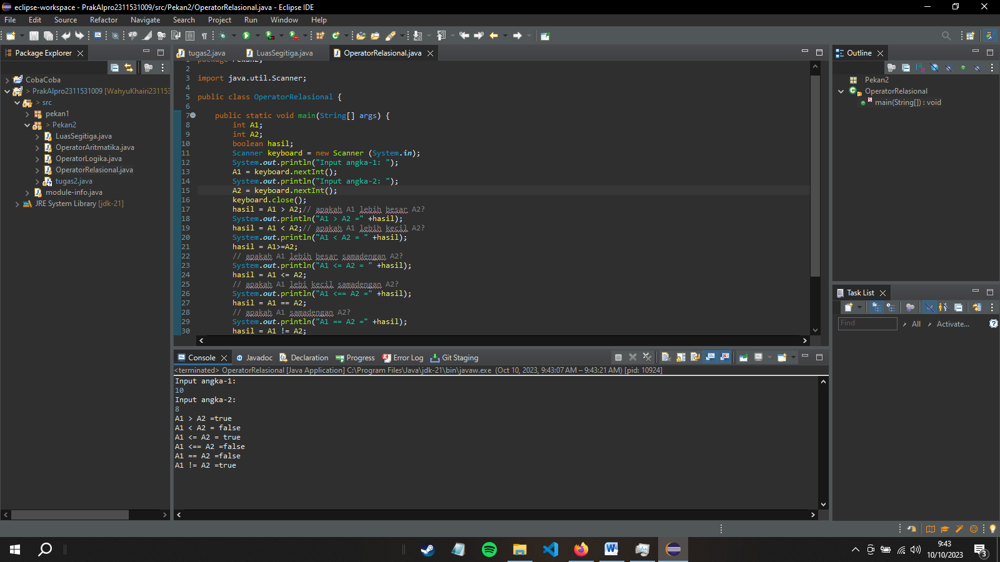 eclipse-workspace - PrakAlpro2311531009/src/Pekan2/OperatorRelasional.java - Eclipse IDE
File Edit Source Refactor Navigate Search Project Run Window Help
Package Explorer
CobaCoba
> PrakAlpro2311531009 [WahyuKhairi23115
> src
pekan1
> Pekan2
LuasSegitiga.java
OperatorAritmatika.java
OperatorLogika.java
OperatorRelasional.java
tugas2.java
module-info.java
JRE System Library [jdk-21]
tugas2.java LuasSegitiga.java OperatorRelasional.java
1 package Pekan2;
2
3 import java.util.Scanner;
4
5 public class OperatorRelasional {
6
7 public static void main(String[] args) {
8 int A1;
9 int A2;
10 boolean hasil;
11 Scanner keyboard = new Scanner (System.in);
12 System.out.println("Input angka-1: ");
13 A1 = keyboard.nextInt();
14 System.out.println("Input angka-2: ");
15 A2 = keyboard.nextInt();
16 keyboard.close();
17 hasil = A1 > A2;// apakah A1 lebih besar A2?
18 System.out.println("A1 > A2 =" +hasil);
19 hasil = A1 < A2;// apakah A1 lebih kecil A2?
20 System.out.println("A1 < A2 = " +hasil);
21 hasil = A1>=A2;
22 // apakah A1 lebih besar samadengan A2?
23 System.out.println("A1 <= A2 = " +hasil);
24 hasil = A1 <= A2;
25 // apakah A1 lebi kecil samadengan A2?
26 System.out.println("A1 <== A2 =" +hasil);
27 hasil = A1 == A2;
28 // apakah A1 samadengan A2?
29 System.out.println("A1 == A2 =" +hasil);
30 hasil = A1 != A2;
Console Javadoc Declaration Progress Error Log Git Staging
<terminated> OperatorRelasional [Java Application] C:\Program Files\Java\jdk-21\bin\javaw.exe (Oct 10, 2023, 9:43:07 AM – 9:43:21 AM) [pid: 10924]
Input angka-1:
10
Input angka-2:
8
A1 > A2 =true
A1 < A2 = false
A1 <= A2 = true
A1 <== A2 =false
A1 == A2 =false
A1 != A2 =true
Outline
Pekan2
OperatorRelasional
main(String[]) : void
Task List
Find All Activate...
9:43
10/10/2023
3